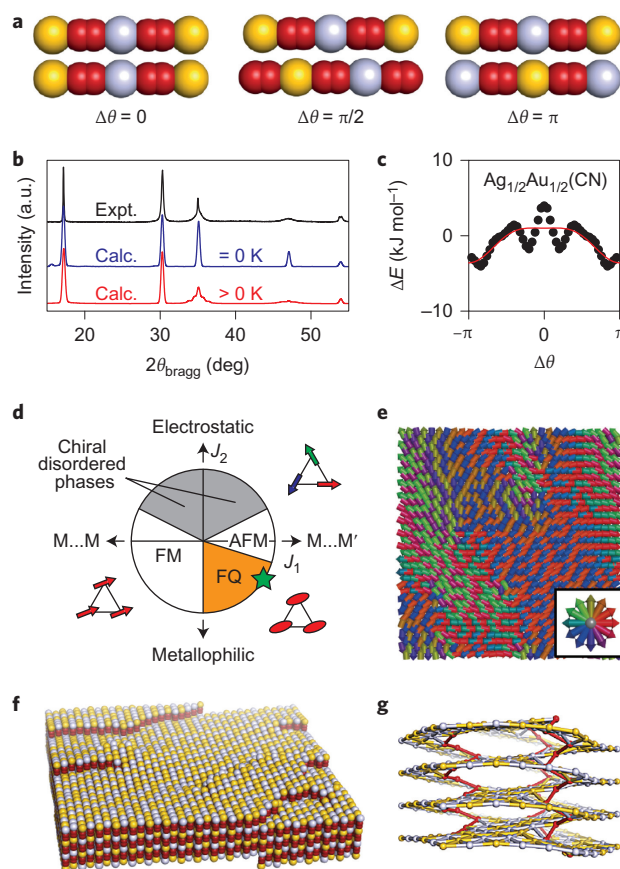 a
Δθ = 0
Δθ = π/2
Δθ = π
b
Intensity (a.u.)
Expt.
Calc.
= 0 K
Calc.
> 0 K
20
30
40
50
2θbragg (deg)
c
ΔE (kJ mol⁻¹)
10
0
−10
Ag1/2Au1/2(CN)
−π
0
π
Δθ
d
Electrostatic
J2
Chiral
disordered
phases
M...M
FM
AFM
M...M′
J1
FQ
Metallophilic
e
f
g